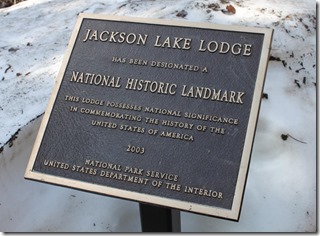 JACKSON LAKE LODGE
HAS BEEN DESIGNATED A
NATIONAL HISTORIC LANDMARK
THIS LODGE POSSESSES NATIONAL SIGNIFICANCE
IN COMMEMORATING THE HISTORY OF THE
UNITED STATES OF AMERICA
2003
NATIONAL PARK SERVICE
UNITED STATES DEPARTMENT OF THE INTERIOR